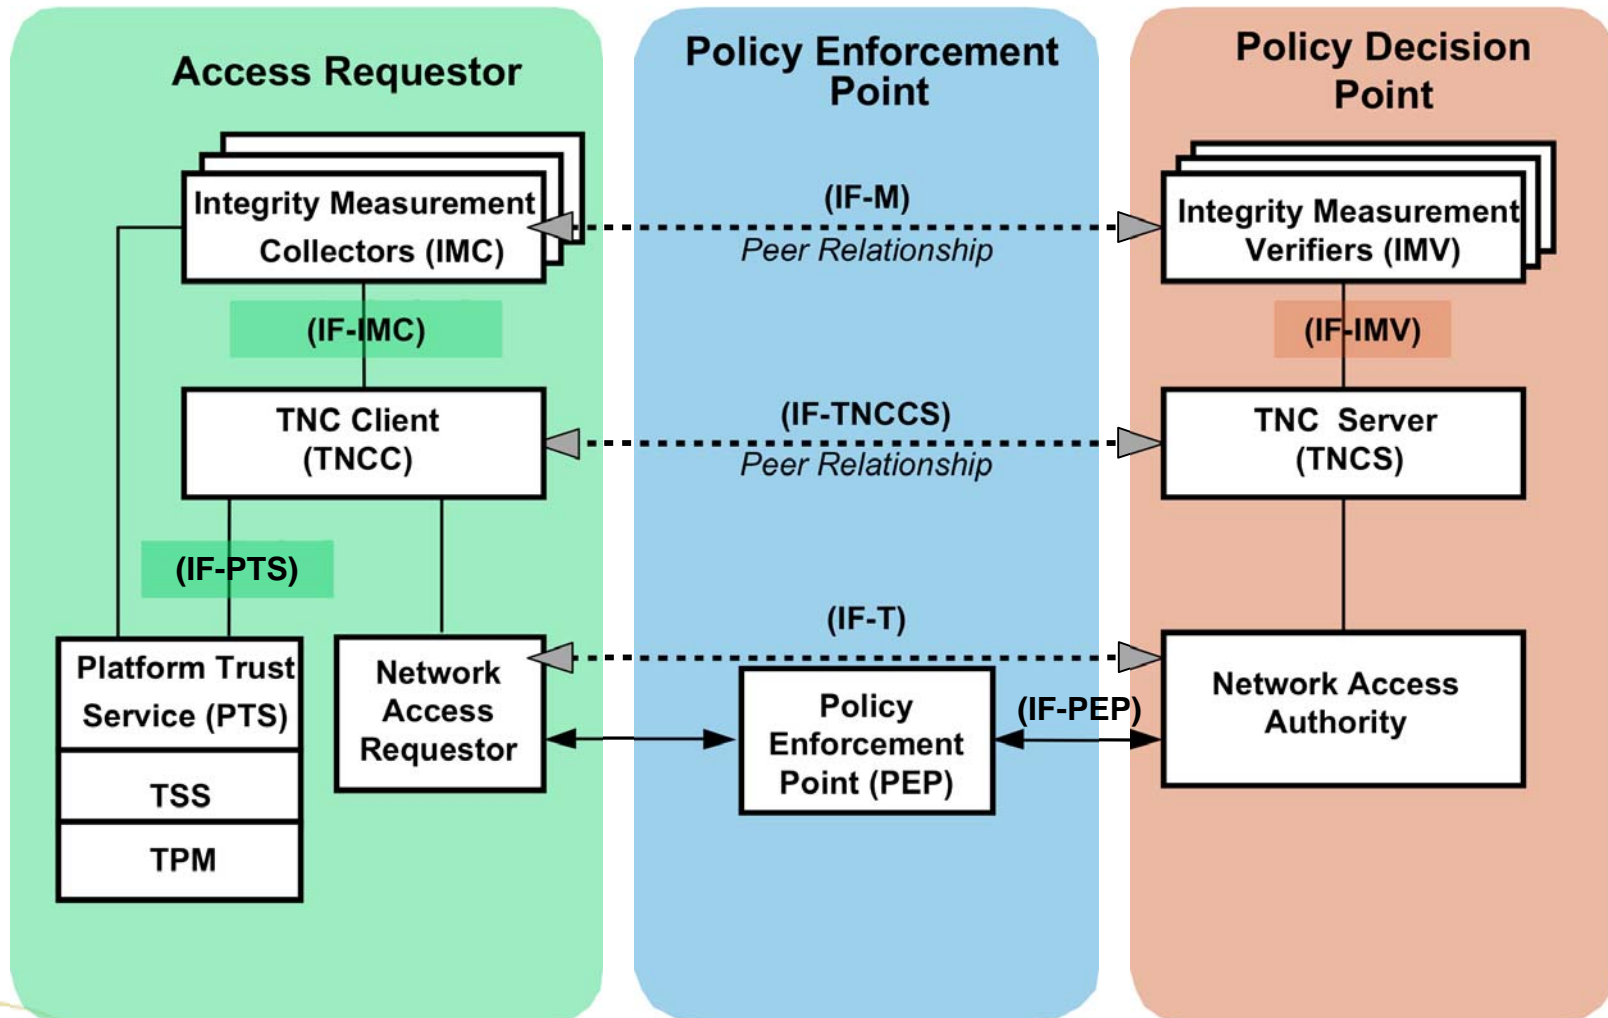 Access Requestor
Policy Enforcement
Point
Policy Decision
Point
Integrity Measurement
Collectors (IMC)
(IF-M)
Peer Relationship
Integrity Measurement
Verifiers (IMV)
(IF-IMC)
(IF-IMV)
TNC Client
(TNCC)
(IF-TNCCS)
Peer Relationship
TNC Server
(TNCS)
(IF-PTS)
(IF-T)
Platform Trust
Service (PTS)
TSS
TPM
Network
Access
Requestor
Policy
Enforcement
Point (PEP)
(IF-PEP)
Network Access
Authority